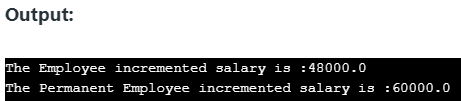 Output:
The Employee incremented salary is :48000.0
The Permanent Employee incremented salary is :60000.0